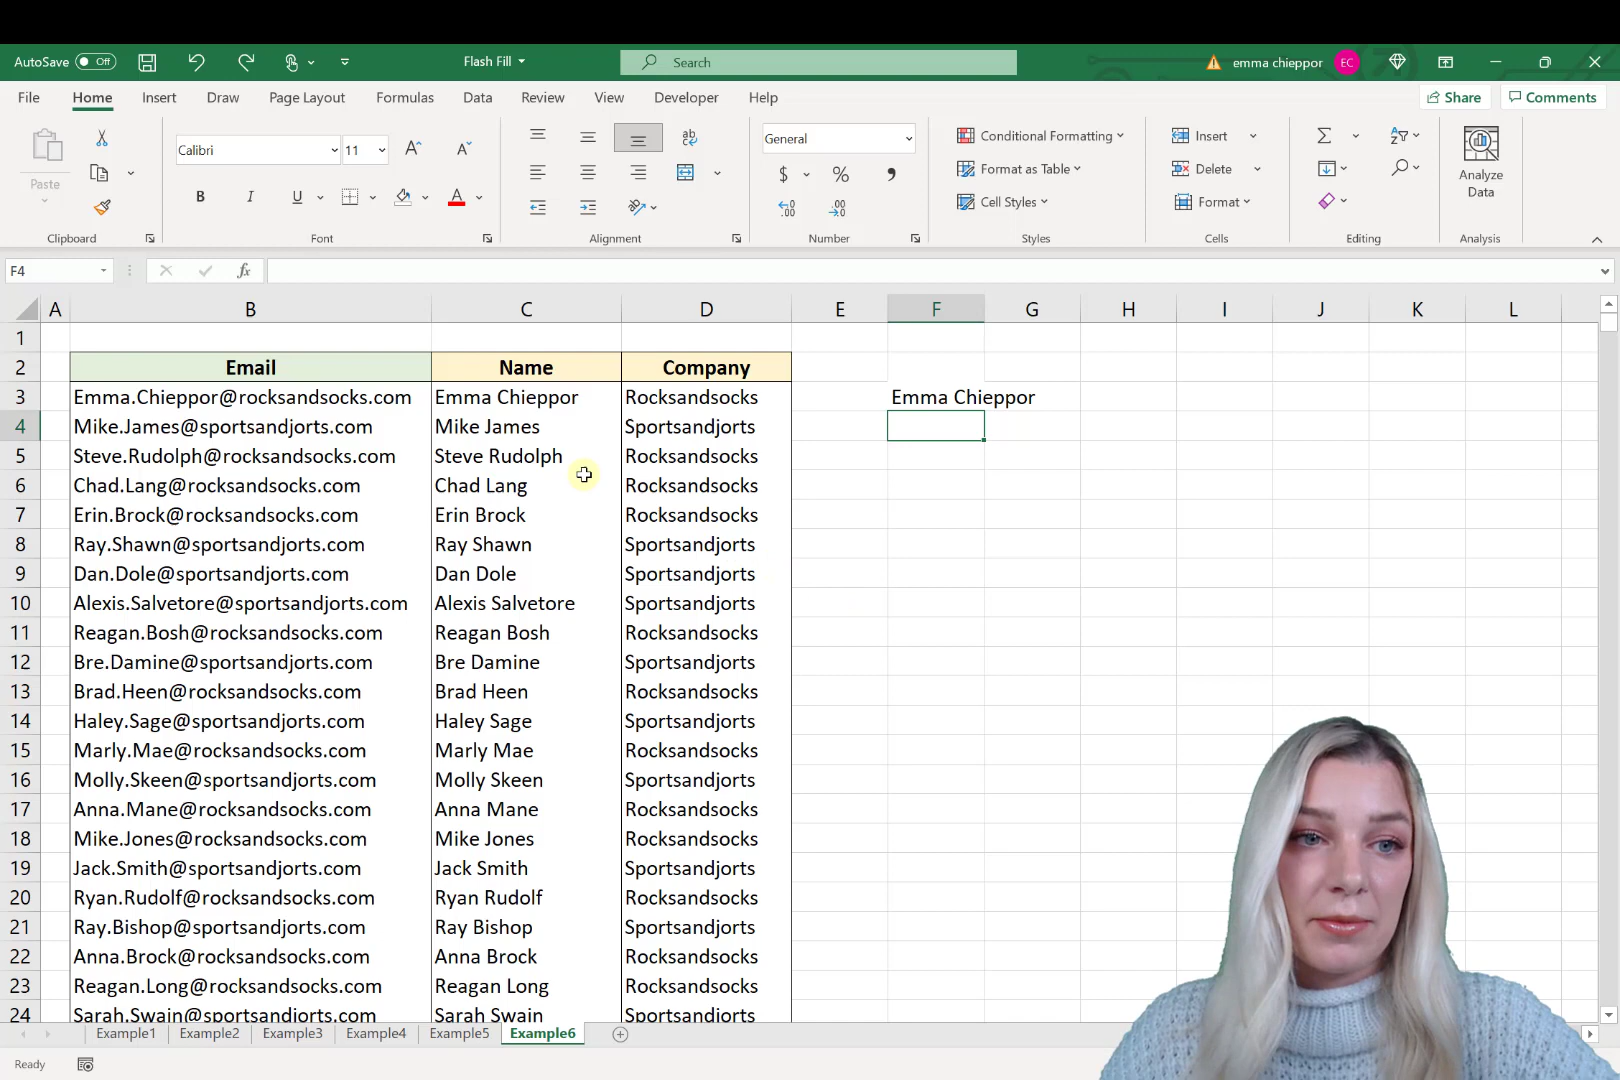 AutoSave Off Flash Fill Search emma chieppor EC
File Home Insert Draw Page Layout Formulas Data Review View Developer Help Share Comments
Calibri 11 General Conditional Formatting Insert
Paste Format as Table Delete Analyze Data
B I U $ % , Cell Styles Format
Clipboard Font Alignment Number Styles Cells Editing Analysis
F4 fx
A B C D E F G H I J K L
1
2 Email Name Company
3 Emma.Chieppor@rocksandsocks.com Emma Chieppor Rocksandsocks Emma Chieppor
4 Mike.James@sportsandjorts.com Mike James Sportsandjorts
5 Steve.Rudolph@rocksandsocks.com Steve Rudolph Rocksandsocks
6 Chad.Lang@rocksandsocks.com Chad Lang Rocksandsocks
7 Erin.Brock@rocksandsocks.com Erin Brock Rocksandsocks
8 Ray.Shawn@sportsandjorts.com Ray Shawn Sportsandjorts
9 Dan.Dole@sportsandjorts.com Dan Dole Sportsandjorts
10 Alexis.Salvetore@sportsandjorts.com Alexis Salvetore Sportsandjorts
11 Reagan.Bosh@rocksandsocks.com Reagan Bosh Rocksandsocks
12 Bre.Damine@sportsandjorts.com Bre Damine Sportsandjorts
13 Brad.Heen@rocksandsocks.com Brad Heen Rocksandsocks
14 Haley.Sage@sportsandjorts.com Haley Sage Sportsandjorts
15 Marly.Mae@rocksandsocks.com Marly Mae Rocksandsocks
16 Molly.Skeen@sportsandjorts.com Molly Skeen Sportsandjorts
17 Anna.Mane@rocksandsocks.com Anna Mane Rocksandsocks
18 Mike.Jones@rocksandsocks.com Mike Jones Rocksandsocks
19 Jack.Smith@sportsandjorts.com Jack Smith Sportsandjorts
20 Ryan.Rudolf@rocksandsocks.com Ryan Rudolf Rocksandsocks
21 Ray.Bishop@sportsandjorts.com Ray Bishop Sportsandjorts
22 Anna.Brock@rocksandsocks.com Anna Brock Rocksandsocks
23 Reagan.Long@rocksandsocks.com Reagan Long Rocksandsocks
24 Sarah.Swain@sportsandjorts.com Sarah Swain Sportsandjorts
Example1 Example2 Example3 Example4 Example5 Example6
Ready